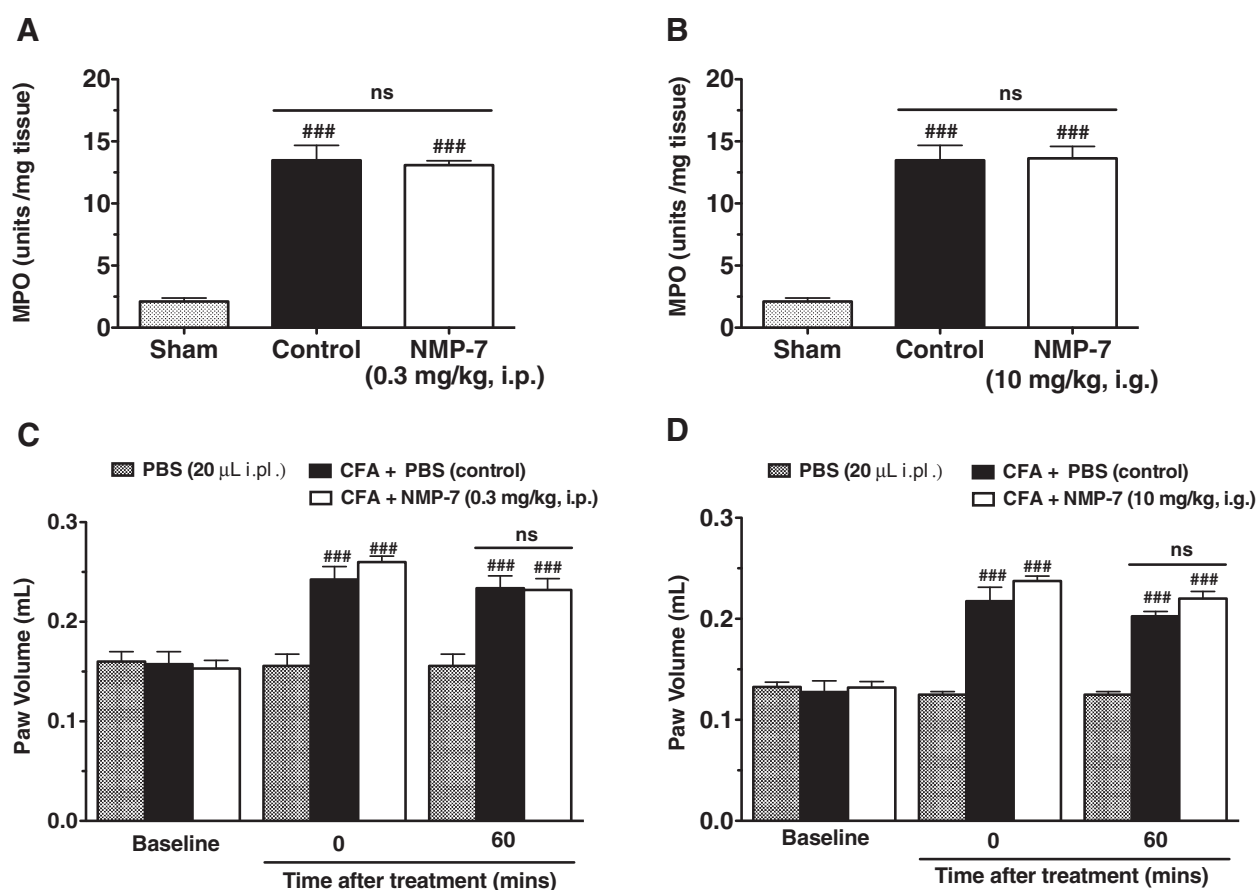 A
MPO (units /mg tissue)
20
15
10
5
0
ns
###
###
Sham
Control
NMP-7
(0.3 mg/kg, i.p.)
B
MPO (units /mg tissue)
20
15
10
5
0
ns
###
###
Sham
Control
NMP-7
(10 mg/kg, i.g.)
C
PBS (20 μL i.pl.)
CFA + PBS (control)
CFA + NMP-7 (0.3 mg/kg, i.p.)
Paw Volume (mL)
0.3
0.2
0.1
0.0
###
###
ns
###
###
Baseline
0
60
Time after treatment (mins)
D
PBS (20 μL i.pl.)
CFA + PBS (control)
CFA + NMP-7 (10 mg/kg, i.g.)
Paw Volume (mL)
0.3
0.2
0.1
0.0
###
###
ns
###
###
Baseline
0
60
Time after treatment (mins)